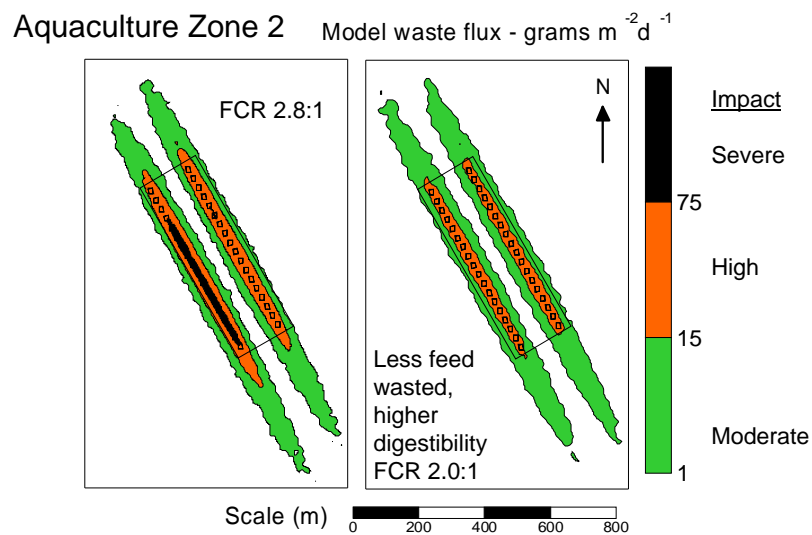 Aquaculture Zone 2
Model waste flux - grams m -2 d -1
FCR 2.8:1
N
Impact
Severe
75
High
15
Less feed
wasted,
higher
digestibility
FCR 2.0:1
Moderate
1
Scale (m)
0 200 400 600 800